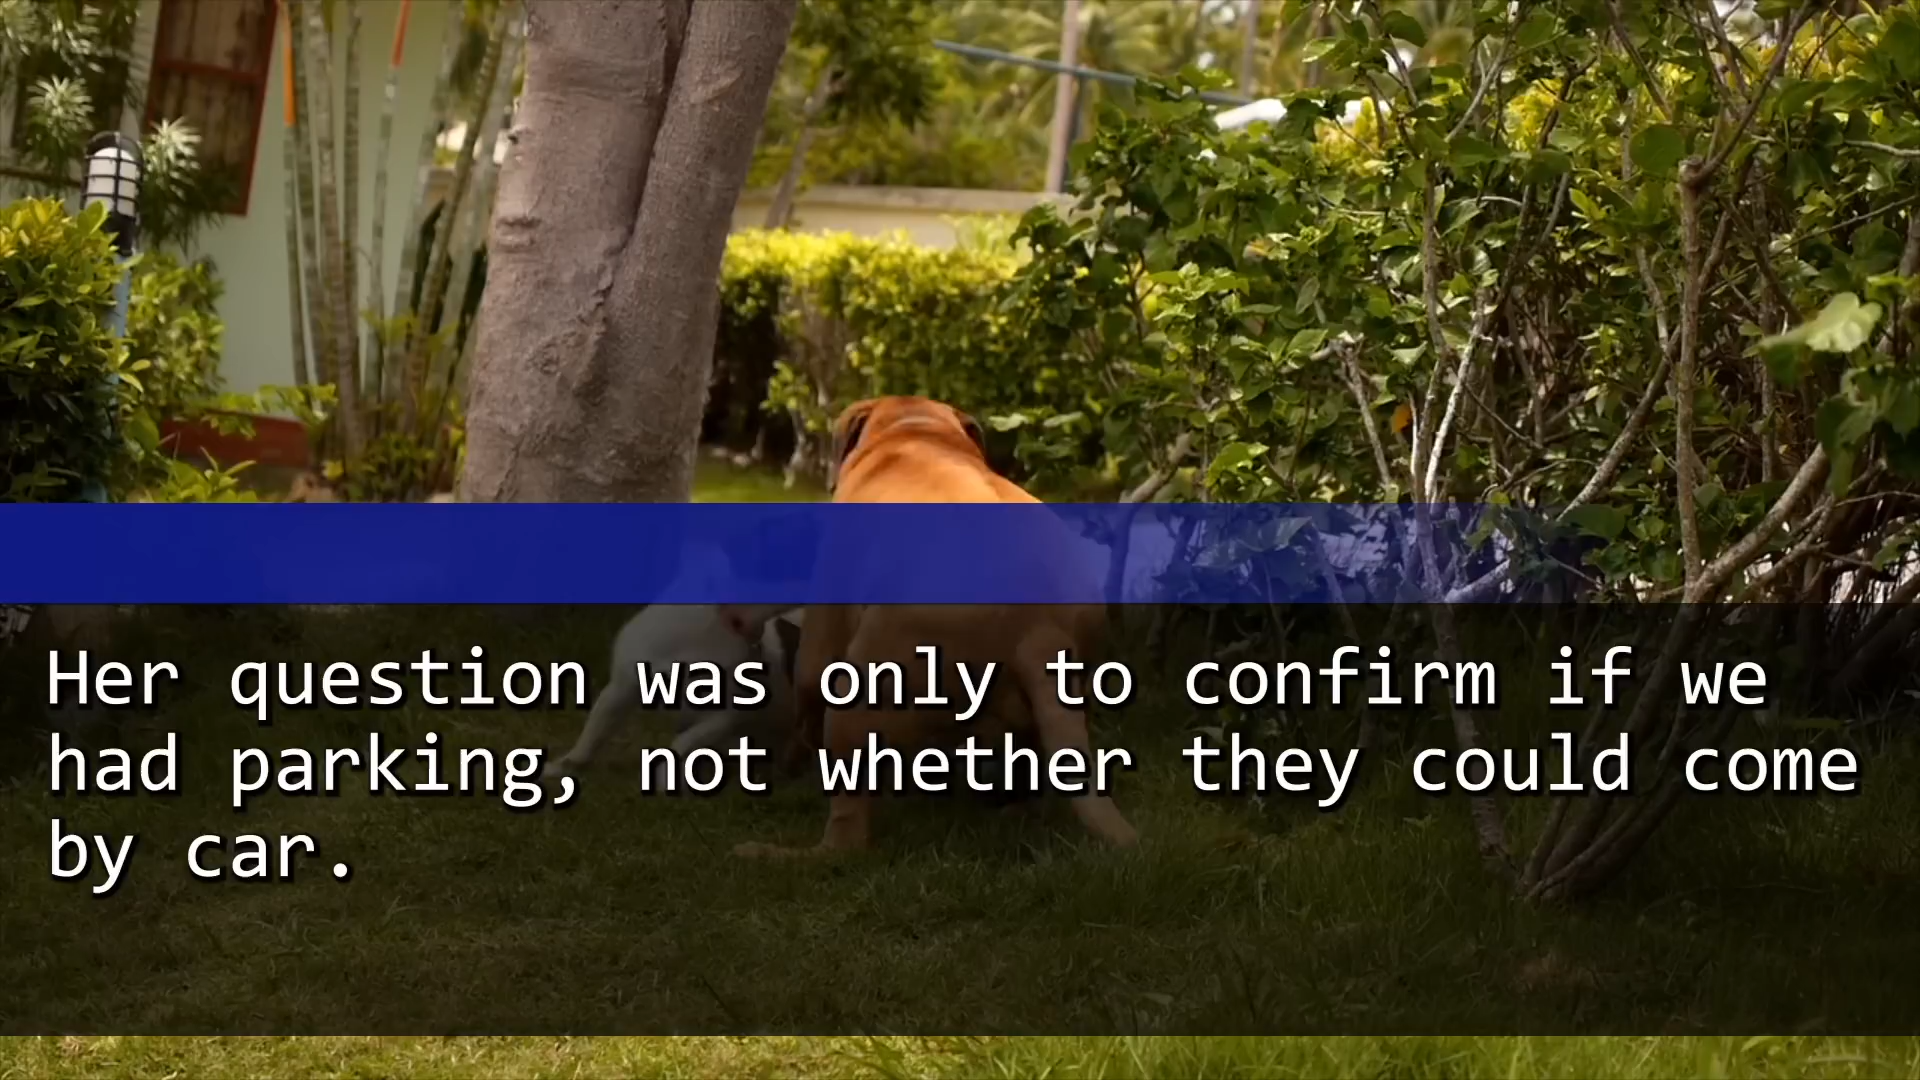 Her question was only to confirm if we
had parking, not whether they could come
by car.